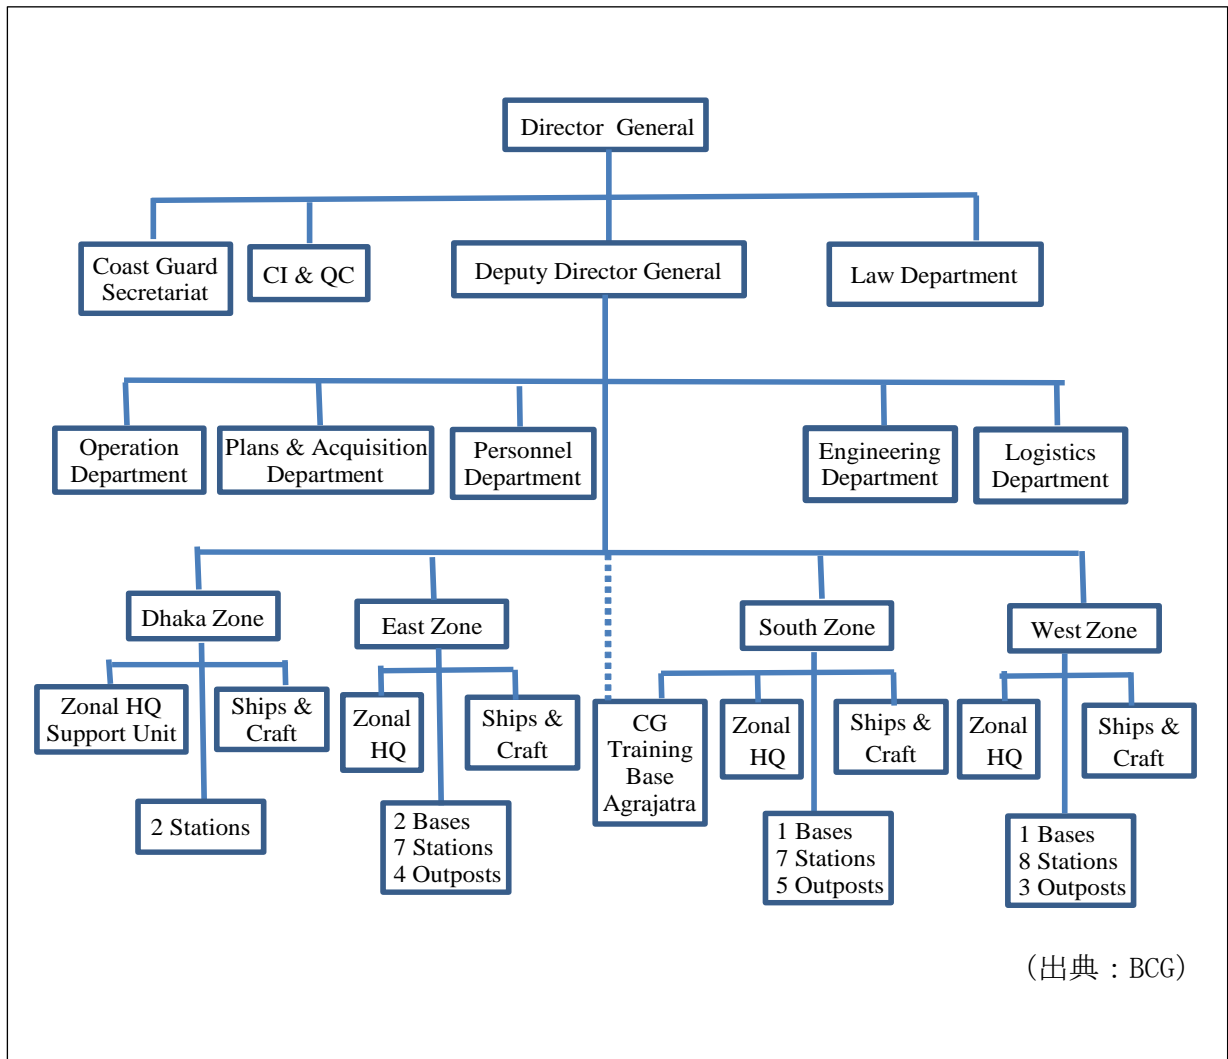 Director General
Coast Guard
Secretariat
CI & QC
Deputy Director General
Law Department
Operation
Department
Plans & Acquisition
Department
Personnel
Department
Engineering
Department
Logistics
Department
Dhaka Zone
East Zone
South Zone
West Zone
Zonal HQ
Support Unit
Ships &
Craft
Zonal
HQ
Ships &
Craft
CG
Training
Base
Agrajatra
Zonal
HQ
Ships &
Craft
Zonal
HQ
Ships &
Craft
2 Stations
2 Bases
7 Stations
4 Outposts
1 Bases
7 Stations
5 Outposts
1 Bases
8 Stations
3 Outposts
（出典：BCG）